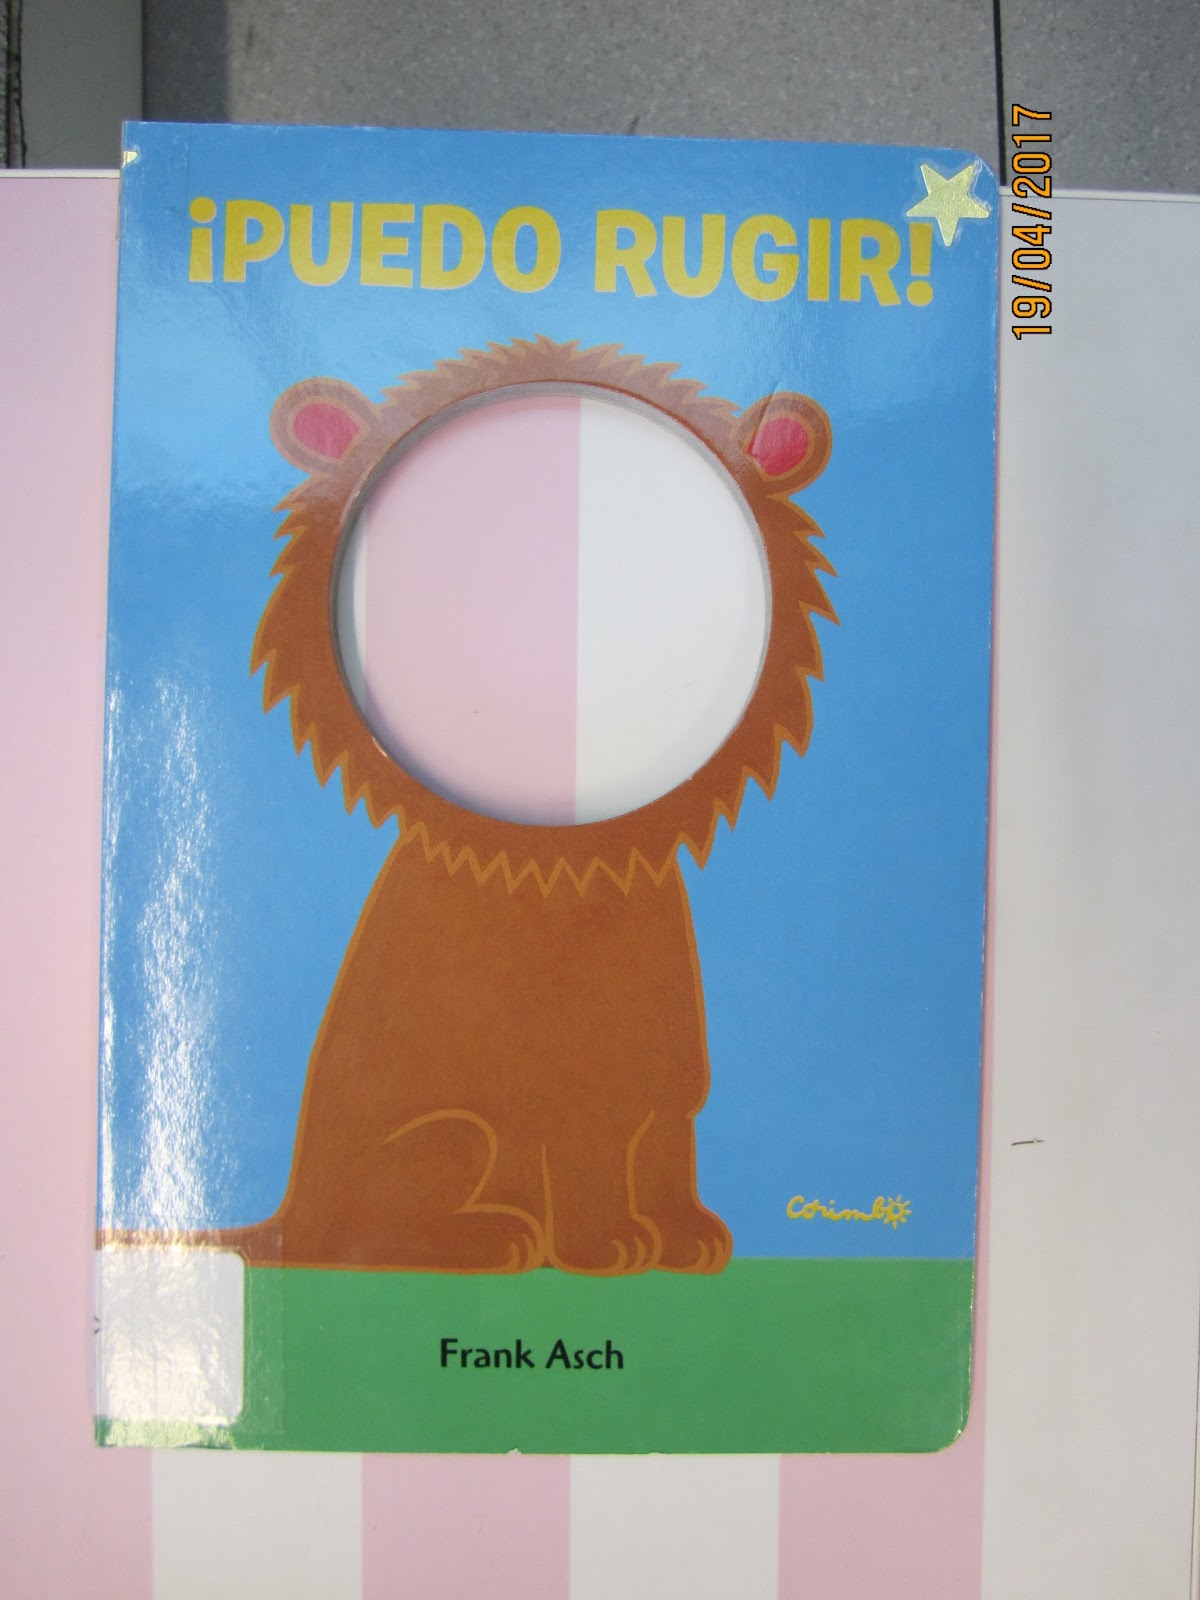 ¡PUEDO RUGIR!
19/04/2017
Corimbo
Frank Asch